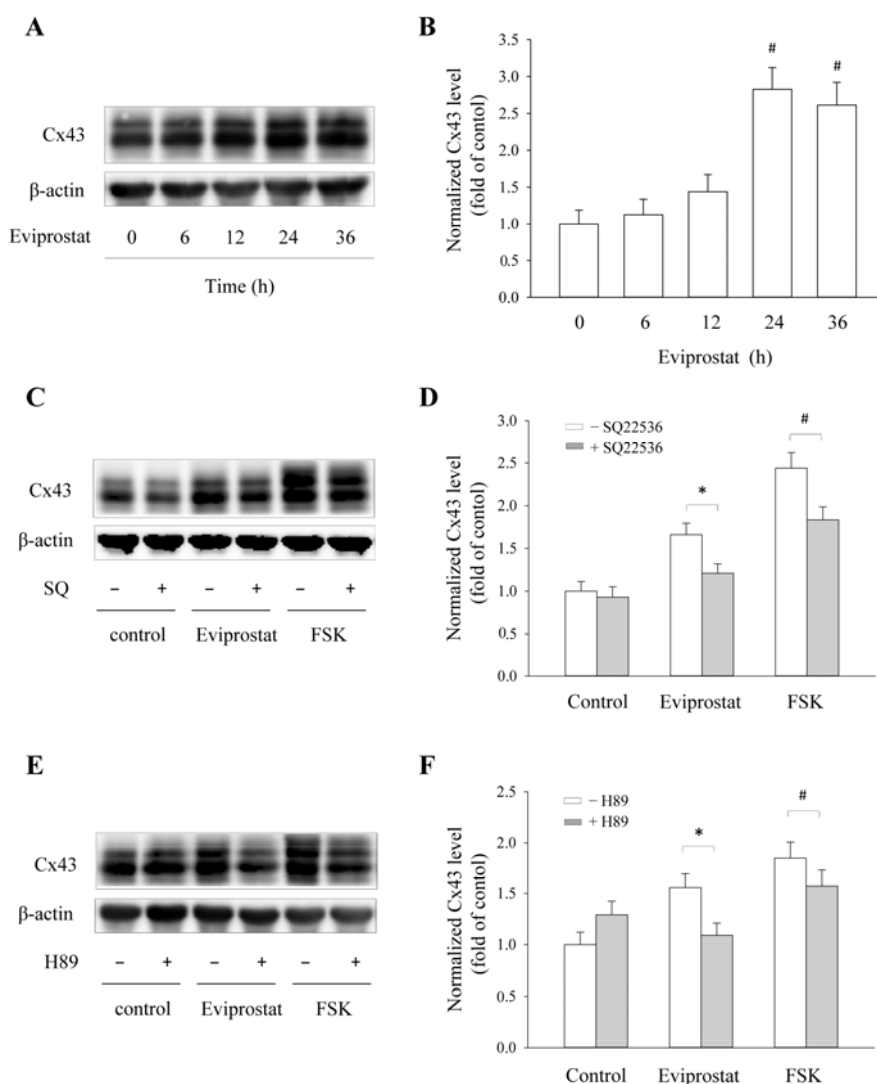 A
Cx43
β-actin
Eviprostat 0 6 12 24 36
Time (h)
B
Normalized Cx43 level
(fold of contol)
3.5
3.0
2.5
2.0
1.5
1.0
0.5
0.0
# #
0 6 12 24 36
Eviprostat (h)
C
Cx43
β-actin
SQ − + − + − +
control Eviprostat FSK
D
Normalized Cx43 level
(fold of contol)
3.0
2.5
2.0
1.5
1.0
0.5
0.0
− SQ22536
+ SQ22536
* #
Control Eviprostat FSK
E
Cx43
β-actin
H89 − + − + − +
control Eviprostat FSK
F
Normalized Cx43 level
(fold of contol)
2.5
2.0
1.5
1.0
0.5
0.0
− H89
+ H89
* #
Control Eviprostat FSK